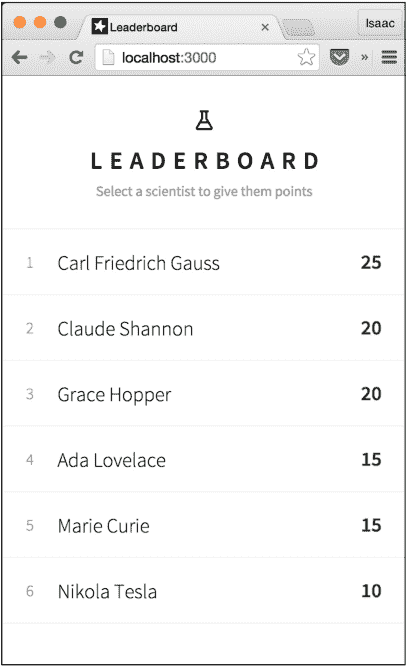 Leaderboard
Isaac
localhost:3000
LEADERBOARD
Select a scientist to give them points
1 Carl Friedrich Gauss 25
2 Claude Shannon 20
3 Grace Hopper 20
4 Ada Lovelace 15
5 Marie Curie 15
6 Nikola Tesla 10